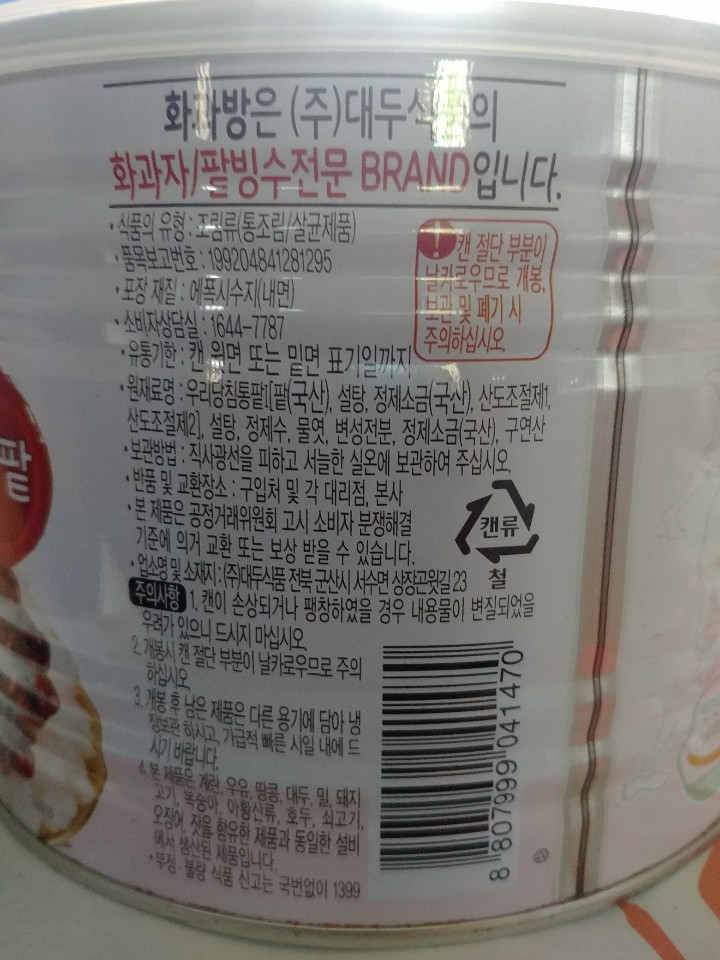 화과방은 (주)대두식품의
화과자/팥빙수전문 BRAND입니다.
•식품의 유형 : 조림류(통조림/살균제품)
•품목보고번호 : 199204841281295
•포장 재질 : 에폭시수지(내면)
•소비자상담실 : 1644-7787
•유통기한 : 캔 윗면 또는 밑면 표기일까지
! 캔 절단 부분이
날카로우므로 개봉,
보관 및 폐기 시
주의하십시오.
•원재료명 : 우리당침통팥[팥(국산), 설탕, 정제소금(국산), 산도조절제1,
산도조절제2], 설탕, 정제수, 물엿, 변성전분, 정제소금(국산), 구연산
•보관방법 : 직사광선을 피하고 서늘한 실온에 보관하여 주십시오.
•반품 및 교환장소 : 구입처 및 각 대리점, 본사
•본 제품은 공정거래위원회 고시 소비자 분쟁해결
기준에 의거 교환 또는 보상 받을 수 있습니다.
캔류
철
•업소명 및 소재지 : (주)대두식품 전북 군산시 서수면 상장곤윗길 23
주의사항 1. 캔이 손상되거나 팽창하였을 경우 내용물이 변질되었을
우려가 있으니 드시지 마십시오
2. 개봉시 캔 절단 부분이 날카로우므로 주의
하십시오
3. 개봉 후 남은 제품은 다른 용기에 담아 냉
장보관 하시고, 가급적 빠른 시일 내에 드
시기 바랍니다.
4. 본 제품은 계란, 우유, 땅콩, 대두, 밀, 돼지
고기, 복숭아, 아황산류, 호두, 쇠고기,
오징어, 잣을 함유한 제품과 동일한 설비
에서 생산된 제품입니다.
•부정·불량 식품 신고는 국번없이 1399
8 807999 041470
팥